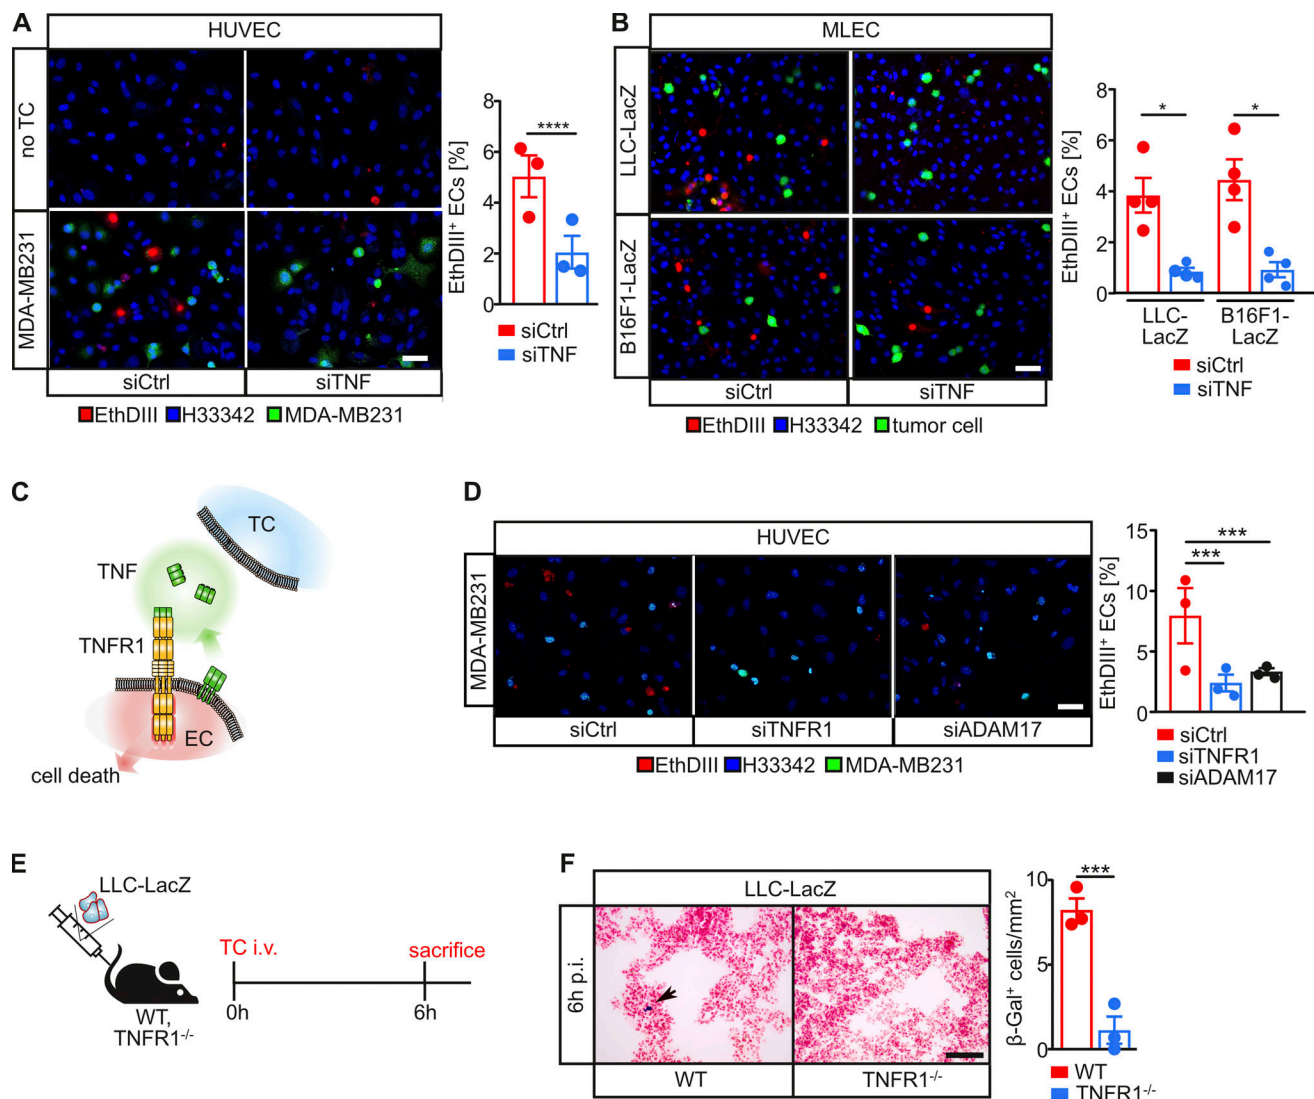 A
HUVEC
no TC
MDA-MB231
siCtrl
siTNF
EthDIII H33342 MDA-MB231
EthDIII⁺ ECs [%]
8
6
4
2
0
****
siCtrl
siTNF
B
MLEC
LLC-LacZ
B16F1-LacZ
siCtrl
siTNF
EthDIII H33342 tumor cell
EthDIII⁺ ECs [%]
8
6
4
2
0
* *
LLC- B16F1-
LacZ LacZ
siCtrl
siTNF
C
TC
TNF
TNFR1
EC
cell death
D
HUVEC
MDA-MB231
siCtrl
siTNFR1
siADAM17
EthDIII H33342 MDA-MB231
EthDIII⁺ ECs [%]
15
10
5
0
***
***
siCtrl
siTNFR1
siADAM17
E
LLC-LacZ
WT,
TNFR1⁻/⁻
TC i.v.
sacrifice
0h
6h
F
LLC-LacZ
6h p.i.
WT
TNFR1⁻/⁻
β-Gal⁺ cells/mm²
10
5
0
***
WT
TNFR1⁻/⁻